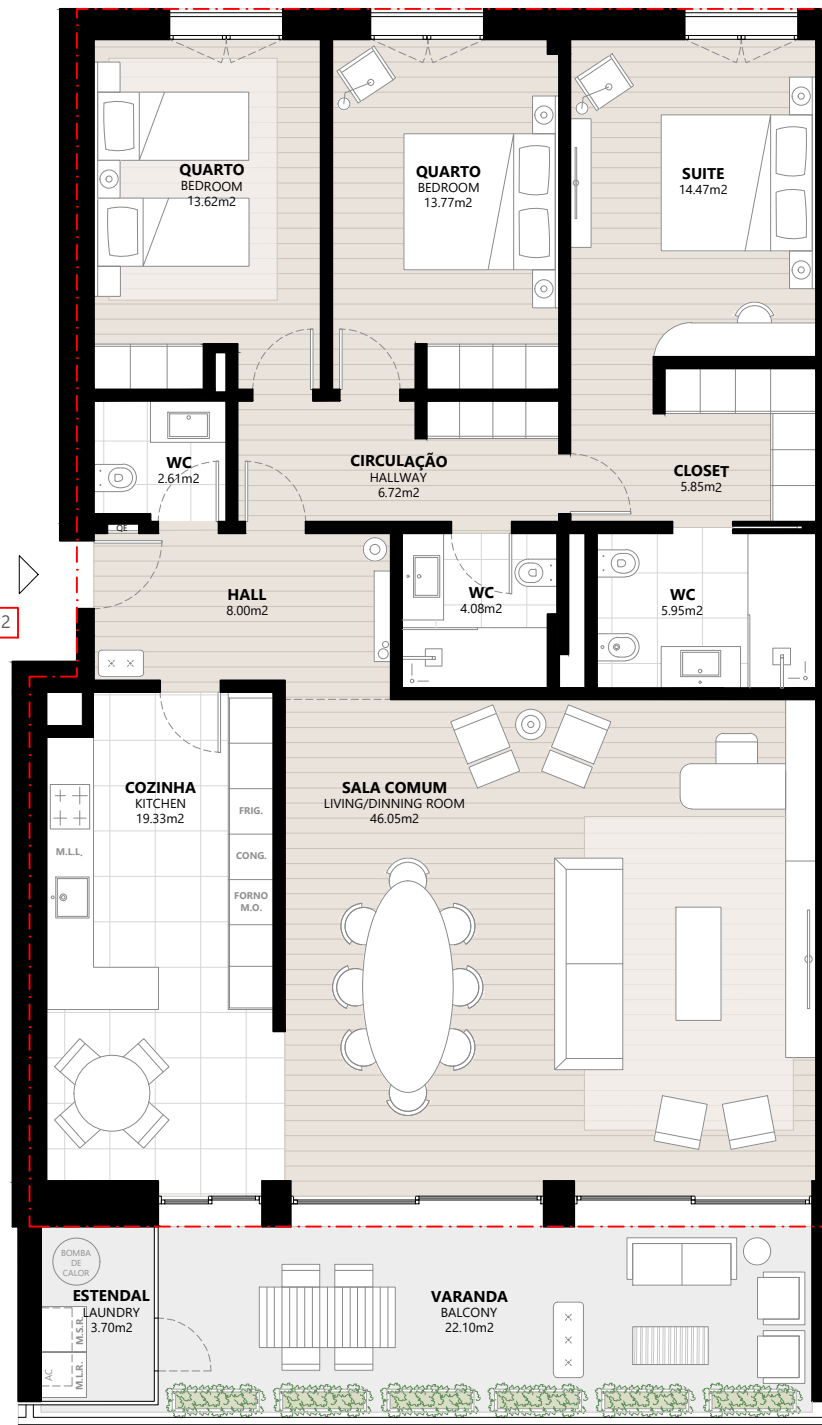 QUARTO
BEDROOM
13.62m2
QUARTO
BEDROOM
13.77m2
SUITE
14.47m2
WC
2.61m2
CIRCULAÇÃO
HALLWAY
6.72m2
CLOSET
5.85m2
QE
HALL
8.00m2
WC
4.08m2
WC
5.95m2
2
COZINHA
KITCHEN
19.33m2
SALA COMUM
LIVING/DINNING ROOM
46.05m2
FRIG.
M.L.L.
CONG.
FORNO
M.O.
BOMBA
DE
CALOR
ESTENDAL
LAUNDRY
3.70m2
M.S.R.
M.L.R.
AC
VARANDA
BALCONY
22.10m2